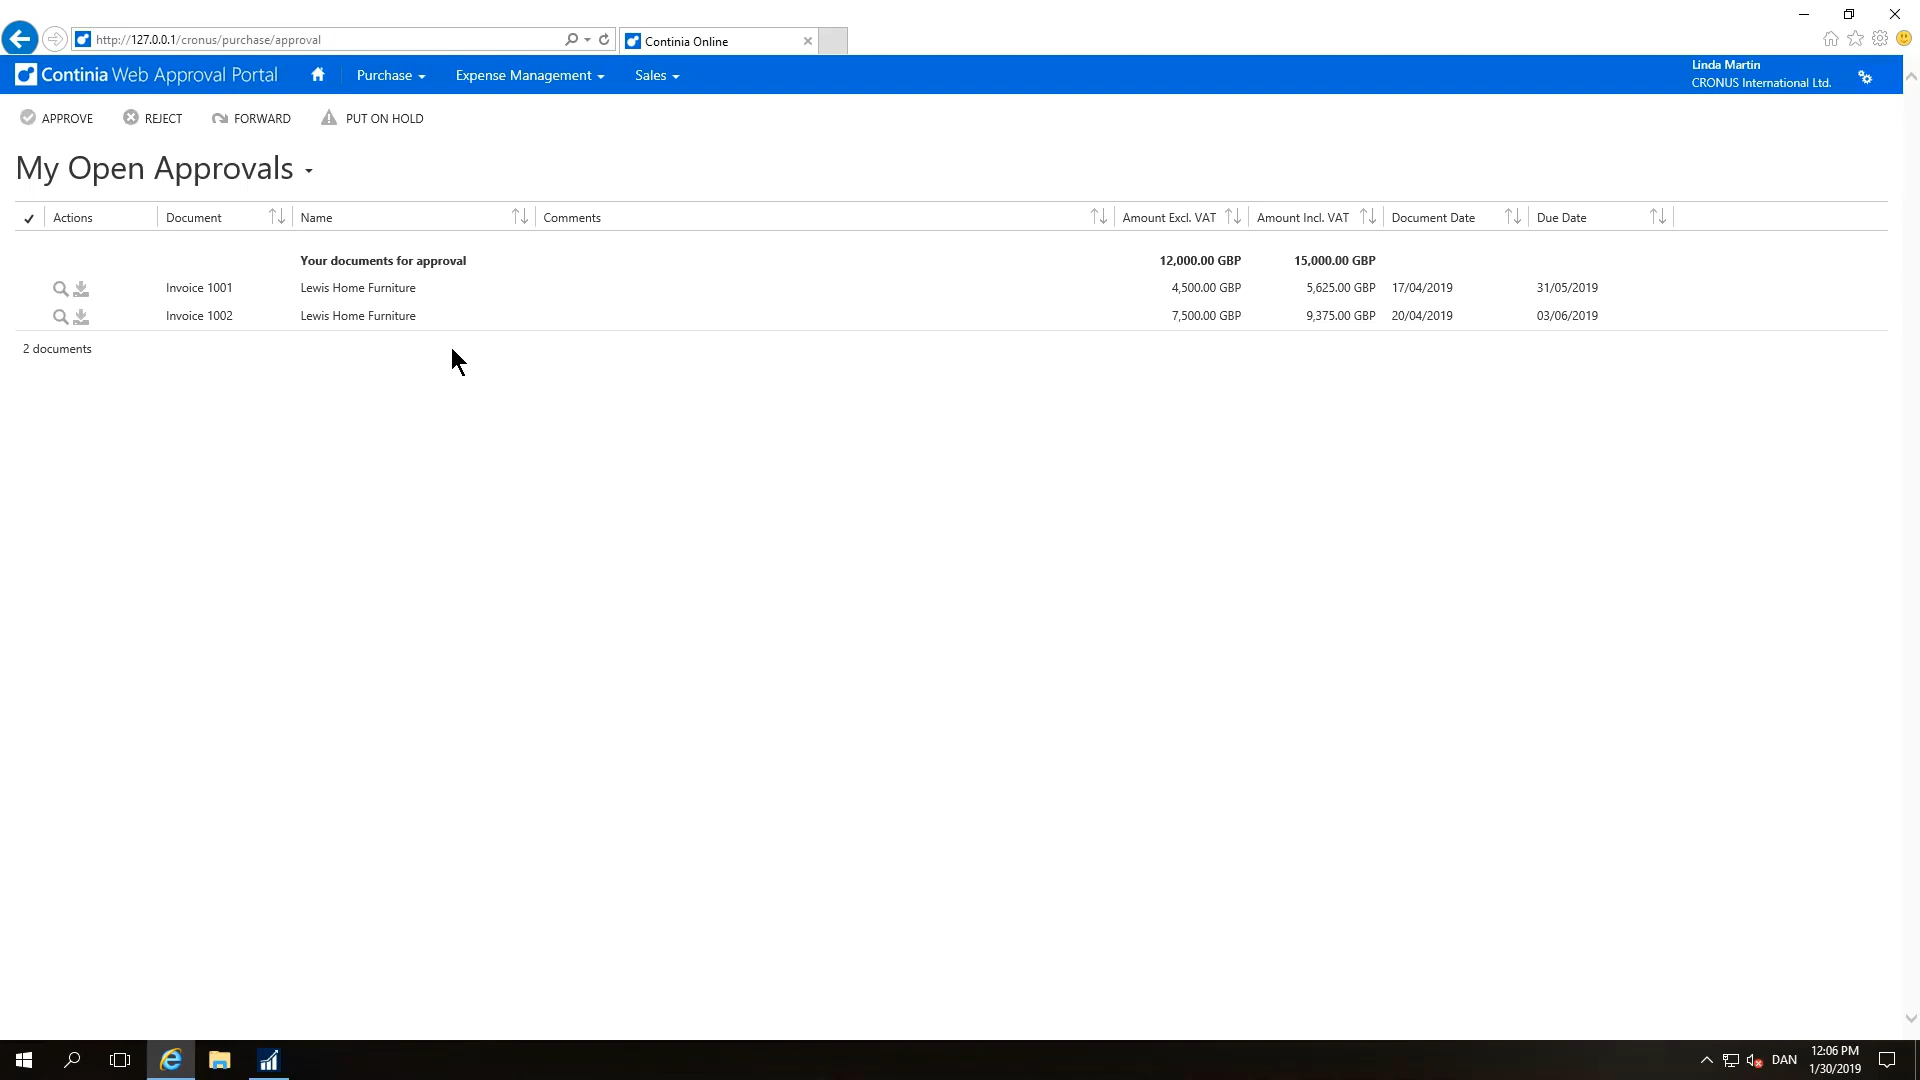 http://127.0.0.1/cronus/purchase/approval
Continia Online
Continia Web Approval Portal
Purchase
Expense Management
Sales
Linda Martin
CRONUS International Ltd.
APPROVE
REJECT
FORWARD
PUT ON HOLD
My Open Approvals
Actions Document Name Comments Amount Excl. VAT Amount Incl. VAT Document Date Due Date
Your documents for approval 12,000.00 GBP 15,000.00 GBP
Invoice 1001 Lewis Home Furniture 4,500.00 GBP 5,625.00 GBP 17/04/2019 31/05/2019
Invoice 1002 Lewis Home Furniture 7,500.00 GBP 9,375.00 GBP 20/04/2019 03/06/2019
2 documents
DAN
12:06 PM
1/30/2019